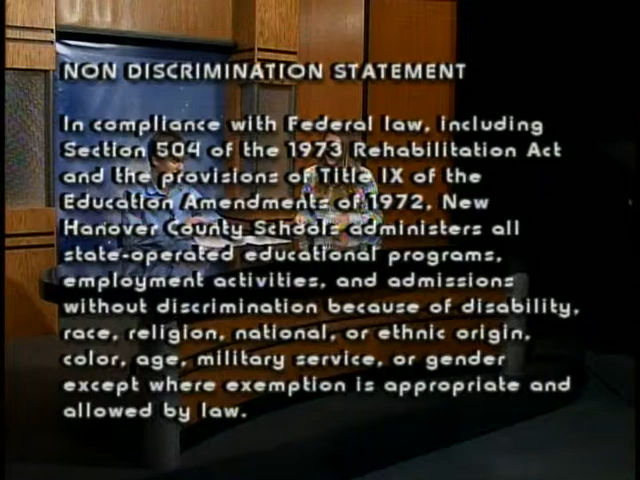 NON DISCRIMINATION STATEMENT
In compliance with Federal law, including
Section 504 of the 1973 Rehabilitation Act
and the provisions of Title IX of the
Education Amendments of 1972, New
Hanover County Schools administers all
state-operated educational programs,
employment activities, and admissions
without discrimination because of disability,
race, religion, national, or ethnic origin,
color, age, military service, or gender
except where exemption is appropriate and
allowed by law.